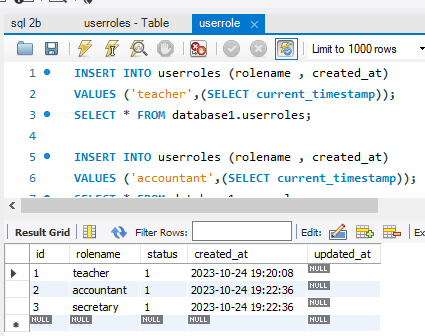 sql 2b userroles - Table userrole
Limit to 1000 rows
1 INSERT INTO userroles (rolename , created_at)
2 VALUES ('teacher',(SELECT current_timestamp));
3 SELECT * FROM database1.userroles;
4
5 INSERT INTO userroles (rolename , created_at)
6 VALUES ('accountant',(SELECT current_timestamp));
Result Grid Filter Rows: Edit:
id rolename status created_at updated_at
1 teacher 1 2023-10-24 19:20:08 NULL
2 accountant 1 2023-10-24 19:22:36 NULL
3 secretary 1 2023-10-24 19:22:36 NULL
NULL NULL NULL NULL NULL